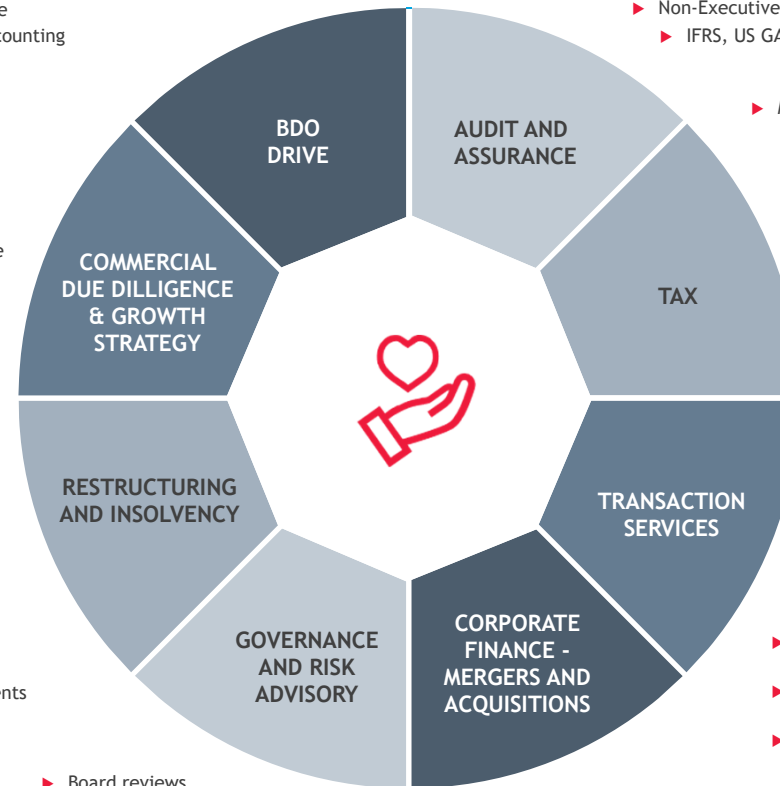 counting
Non-Executive
IFRS, US GA
BDO
DRIVE
AUDIT AND
ASSURANCE
TAX
TRANSACTION
SERVICES
CORPORATE
FINANCE -
MERGERS AND
ACQUISITIONS
GOVERNANCE
AND RISK
ADVISORY
RESTRUCTURING
AND INSOLVENCY
COMMERCIAL
DUE DILLIGENCE
& GROWTH
STRATEGY
ents
Board reviews